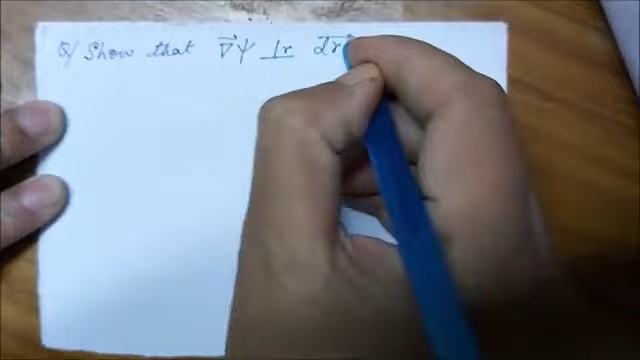 Q/ Show that ∇⃗ψ ⊥r d⃗r